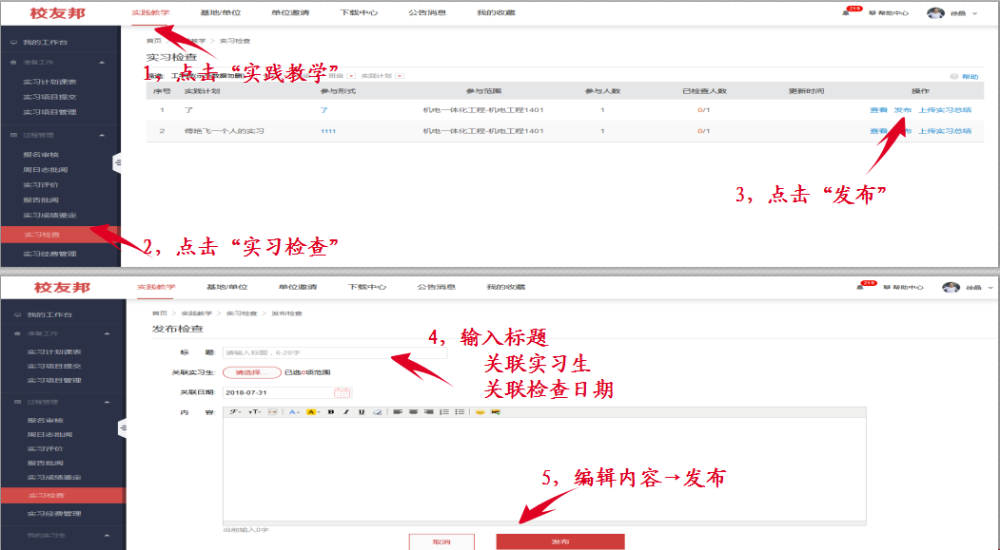 校友邦
实践教学 基地/单位 单位邀请 下载中心 公告消息 我的收藏
219 帮助中心 徐晶
我的工作台
准备工作
实习计划课表
实习项目提交
实习项目管理
过程管理
报名审核
周日志批阅
实习评价
报告批阅
实习成绩鉴定
实习检查
实习经费管理
首页 > 教学 > 实习检查
实习检查
班级 实践计划
帮助
1, 点击“实践教学”
序号 实践计划 参与形式 参与范围 参与人数 已检查人数 更新时间 操作
1 了 了 机电一体化工程-机电工程1401 1 0/1 查看 发布 上传实习总结
2 傅艳飞一个人的实习 1111 机电一体化工程-机电工程1401 1 0/1 查看 发布 上传实习总结
3, 点击“发布”
2, 点击“实习检查”
校友邦
实践教学 基地/单位 单位邀请 下载中心 公告消息 我的收藏
219 帮助中心 徐晶
我的工作台
准备工作
实习计划课表
实习项目提交
实习项目管理
过程管理
报名审核
周日志批阅
实习评价
报告批阅
实习成绩鉴定
实习检查
实习经费管理
我的实习生
首页 > 实践教学 > 实习检查 > 发布检查
发布检查
标 题: 请输入标题，6-20字
关联实习生: 请选择... 已选0项范围
关联日期: 2018-07-31
内 容:
4, 输入标题
关联实习生
关联检查日期
5, 编辑内容→发布
当前输入0字
取消 发布